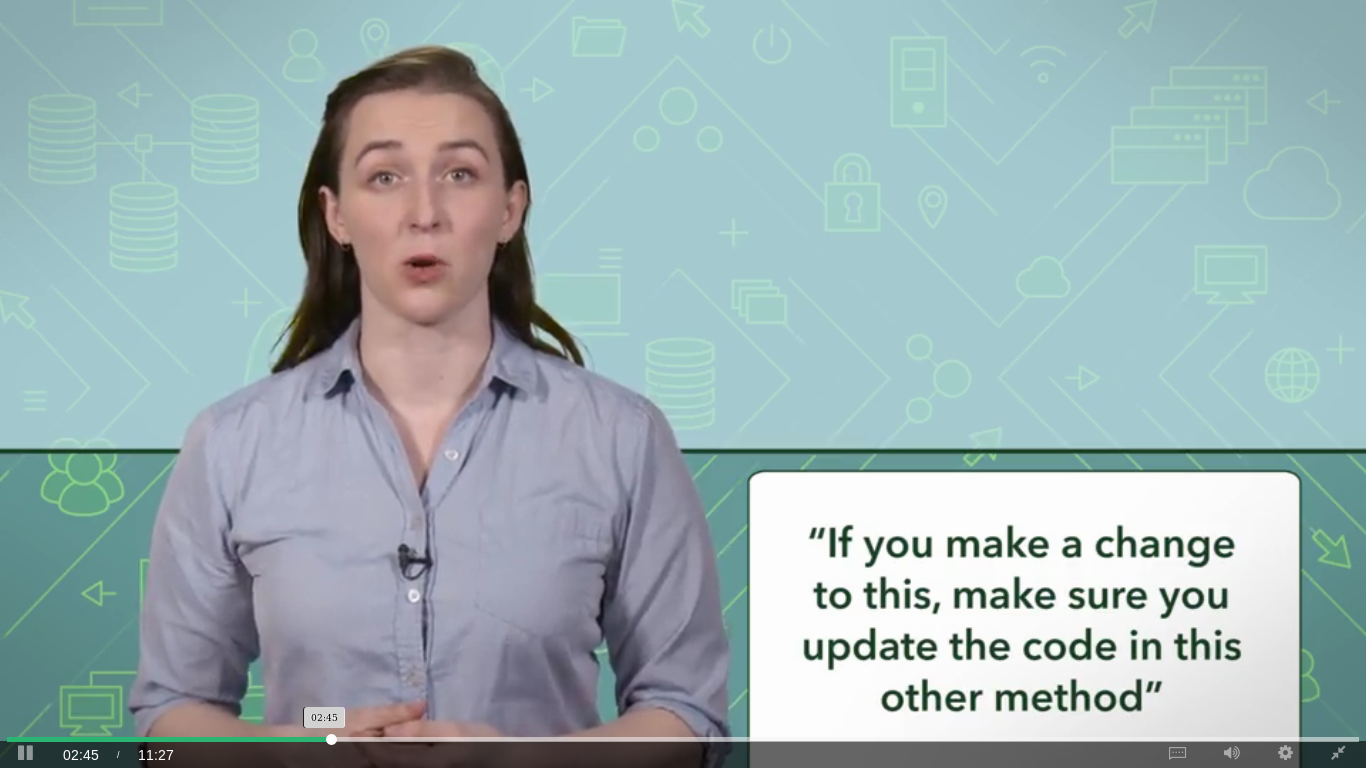 “If you make a change
to this, make sure you
update the code in this
other method”
02:45
02:45 / 11:27